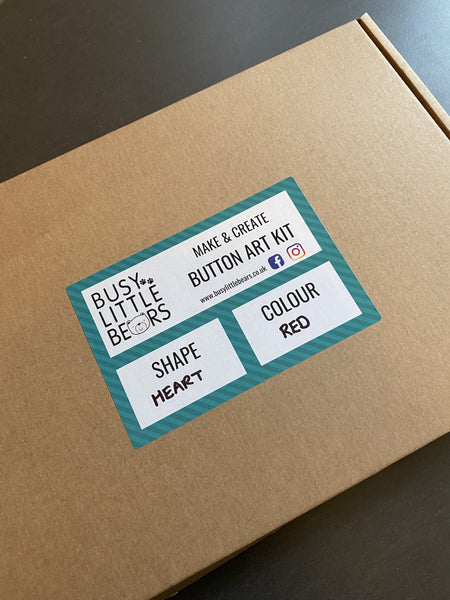 BUSY
LITTLE
BEARS
MAKE & CREATE
BUTTON ART KIT
www.busylittlebears.co.uk
SHAPE
HEART
COLOUR
RED